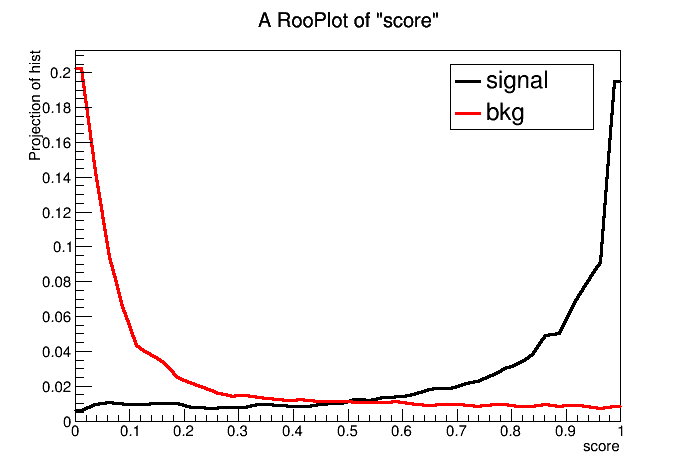 A RooPlot of "score"
Projection of hist
signal
bkg
0.2
0.18
0.16
0.14
0.12
0.1
0.08
0.06
0.04
0.02
0
0 0.1 0.2 0.3 0.4 0.5 0.6 0.7 0.8 0.9 1
score